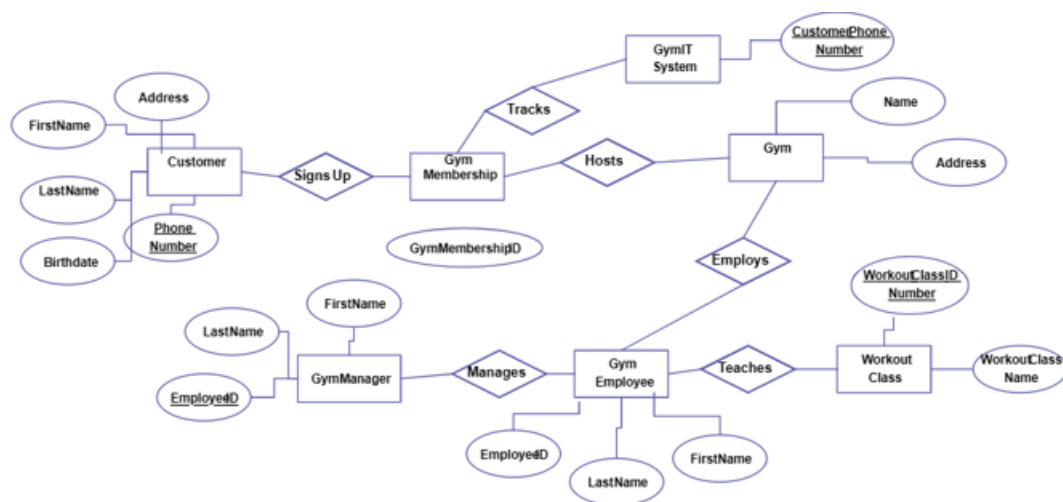 CustomerPhone
Number
GymIT
System
Address
Name
FirstName
Tracks
Customer
Gym
Membership
Hosts
Gym
Address
Signs Up
LastName
Phone
Number
GymMembershipID
Birthdate
Employs
WorkoutClassID
Number
FirstName
LastName
GymManager
Manages
Gym
Employee
Teaches
Workout
Class
WorkoutClass
Name
EmployeeID
EmployeeID
FirstName
LastName